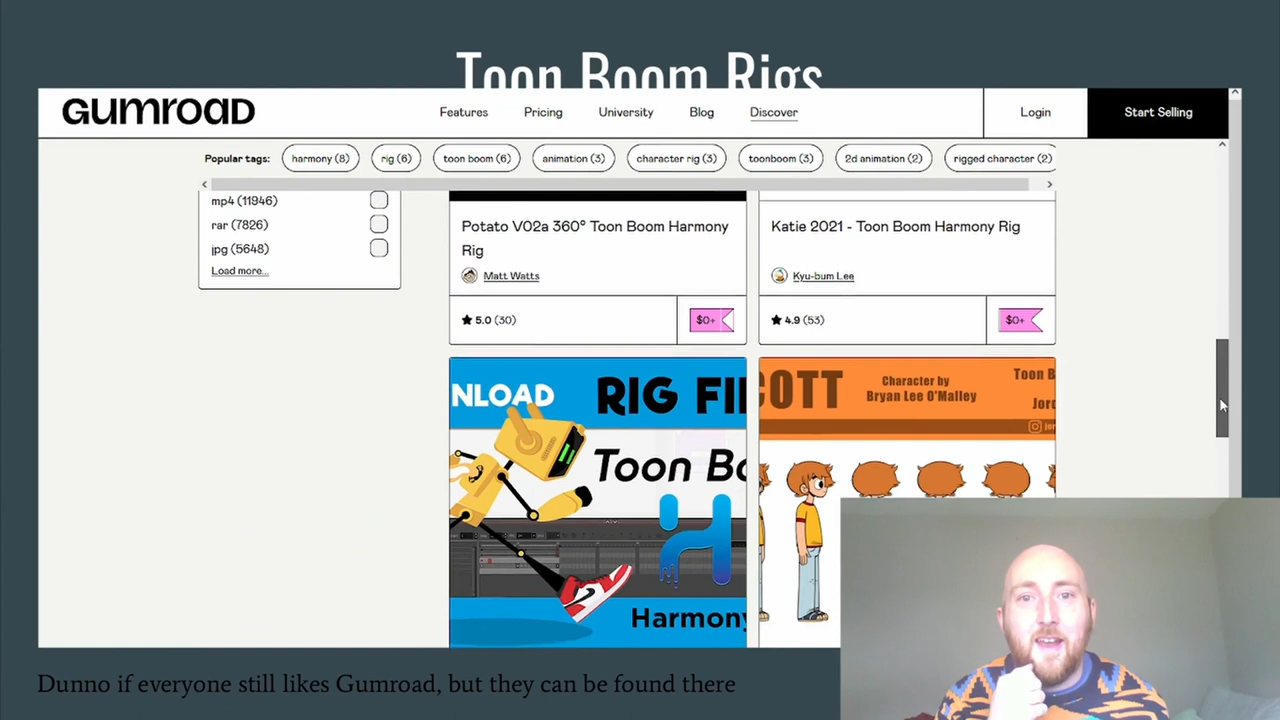 Toon Boom Rigs
GUMROAD
Features
Pricing
University
Blog
Discover
Login
Start Selling
Popular tags:
harmony (8)
rig (6)
toon boom (6)
animation (3)
character rig (3)
toonboom (3)
2d animation (2)
rigged character (2)
mp4 (11946)
rar (7826)
jpg (5648)
Load more...
Potato V02a 360° Toon Boom Harmony
Rig
Matt Watts
5.0 (30)
$0+
Katie 2021 - Toon Boom Harmony Rig
Kyu-bum Lee
4.9 (53)
$0+
NLOAD
RIG FI
Toon Bo
Harmony
COTT
Character by
Bryan Lee O'Malley
Toon B
Jor
jor
Dunno if everyone still likes Gumroad, but they can be found there